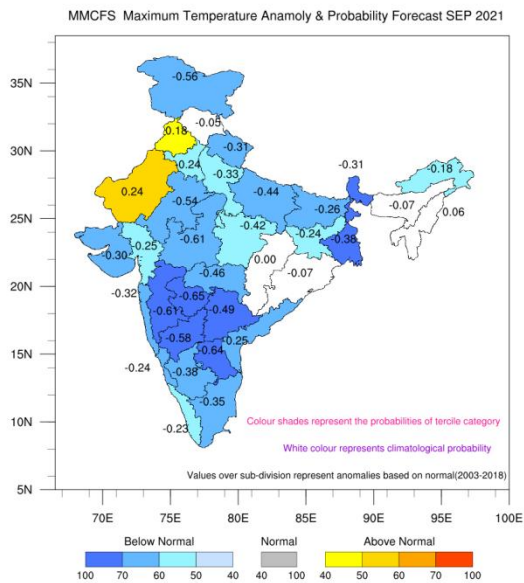 MMCFS Maximum Temperature Anamoly & Probability Forecast SEP 2021
35N
30N
25N
20N
15N
10N
5N
-0.56
-0.05
0.18
-0.31
-0.24
-0.33
-0.31
-0.18
0.24
-0.54
-0.44
-0.26
-0.07
0.06
-0.42
-0.24
-0.38
-0.61
-0.25
-0.30
0.00
-0.07
-0.46
-0.32
-0.65
-0.61
-0.49
-0.58
-0.25
-0.64
-0.24
-0.38
-0.35
-0.23
Colour shades represent the probabilities of tercile category
White colour represents climatological probability
Values over sub-division represent anomalies based on normal(2003-2018)
70E 75E 80E 85E 90E 95E 100E
Below Normal Normal Above Normal
100 70 60 50 40 40 100 40 50 60 70 100